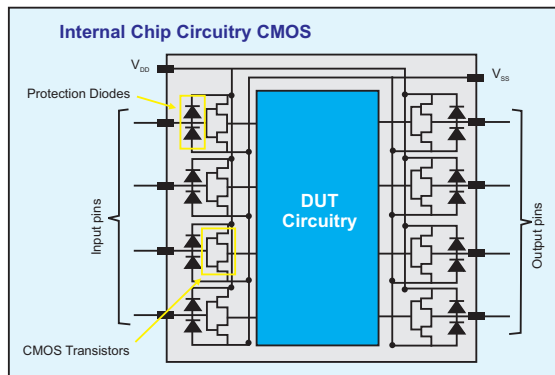 Internal Chip Circuitry CMOS
VDD
VSS
Protection Diodes
Input pins
DUT
Circuitry
Output pins
CMOS Transistors